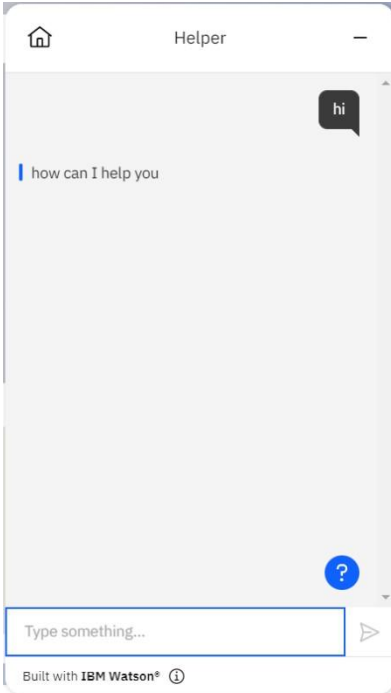 Helper
hi
how can I help you
?
Type something...
Built with IBM Watson®